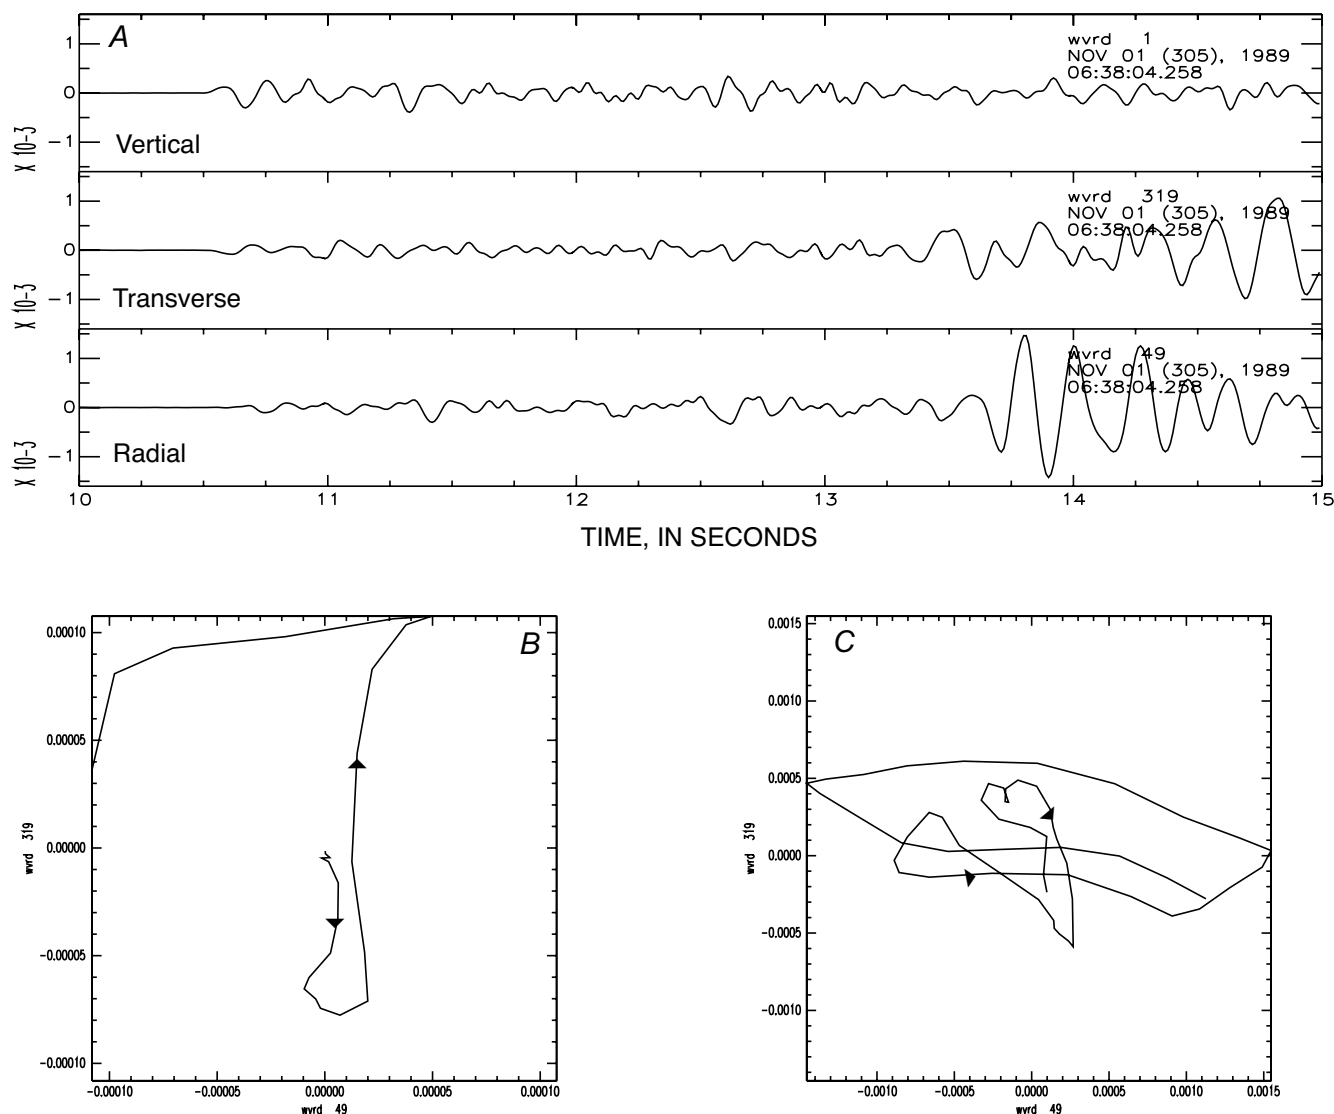 A
wvrd 1
NOV 01 (305), 1989
06:38:04.258
1
0
−1
X 10-3
Vertical
wvrd 319
NOV 01 (305), 1989
06:38:04.258
1
0
−1
X 10-3
Transverse
wvrd 49
NOV 01 (305), 1989
06:38:04.258
1
0
−1
X 10-3
Radial
10 11 12 13 14 15
TIME, IN SECONDS
B
0.00010
0.00005
0.00000
−0.00005
−0.00010
wvrd 319
−0.00010 −0.00005 0.00000 0.00005 0.00010
wvrd 49
C
0.0015
0.0010
0.0005
0.0000
−0.0005
−0.0010
wvrd 319
−0.0010 −0.0005 0.0000 0.0005 0.0010 0.0015
wvrd 49